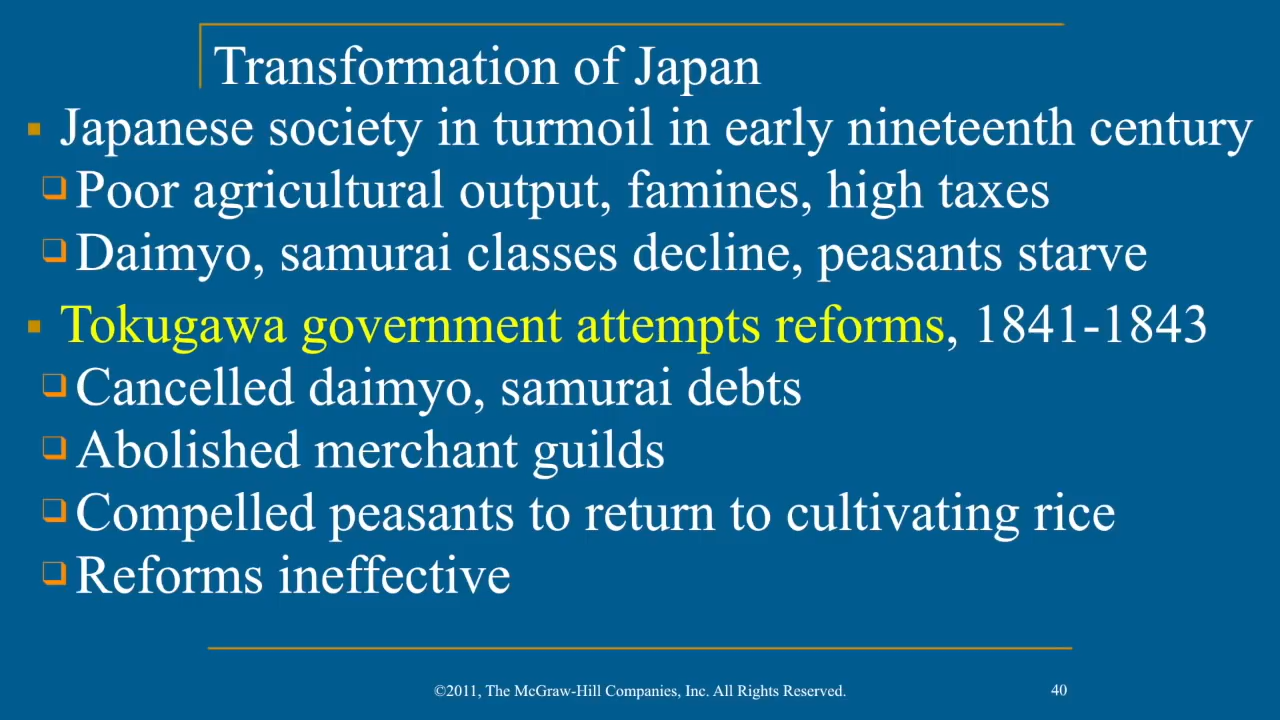 Transformation of Japan
▪ Japanese society in turmoil in early nineteenth century
❑ Poor agricultural output, famines, high taxes
❑ Daimyo, samurai classes decline, peasants starve
▪ Tokugawa government attempts reforms, 1841-1843
❑ Cancelled daimyo, samurai debts
❑ Abolished merchant guilds
❑ Compelled peasants to return to cultivating rice
❑ Reforms ineffective
©2011, The McGraw-Hill Companies, Inc. All Rights Reserved. 40